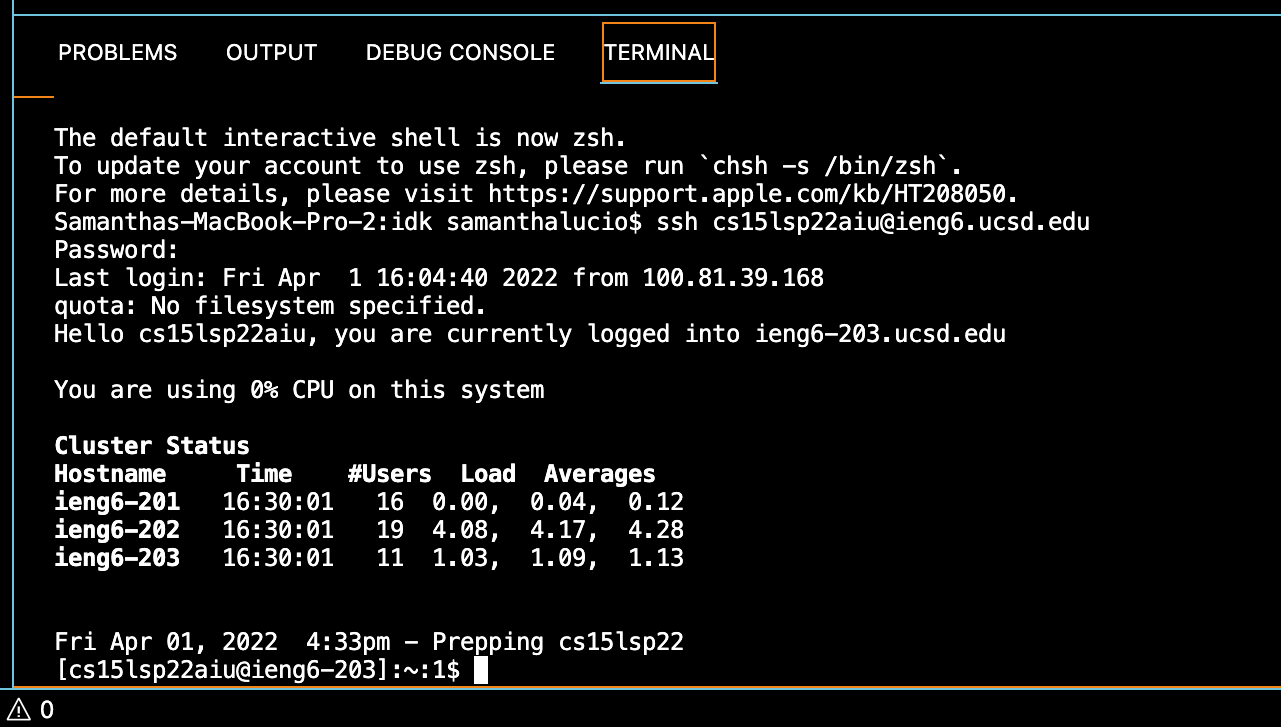 PROBLEMS OUTPUT DEBUG CONSOLE TERMINAL
The default interactive shell is now zsh.
To update your account to use zsh, please run `chsh -s /bin/zsh`.
For more details, please visit https://support.apple.com/kb/HT208050.
Samanthas-MacBook-Pro-2:idk samanthalucio$ ssh cs15lsp22aiu@ieng6.ucsd.edu
Password:
Last login: Fri Apr  1 16:04:40 2022 from 100.81.39.168
quota: No filesystem specified.
Hello cs15lsp22aiu, you are currently logged into ieng6-203.ucsd.edu
You are using 0% CPU on this system
Cluster Status
Hostname     Time    #Users  Load  Averages
ieng6-201   16:30:01   16  0.00,  0.04,  0.12
ieng6-202   16:30:01   19  4.08,  4.17,  4.28
ieng6-203   16:30:01   11  1.03,  1.09,  1.13
Fri Apr 01, 2022  4:33pm - Prepping cs15lsp22
[cs15lsp22aiu@ieng6-203]:~:1$
0